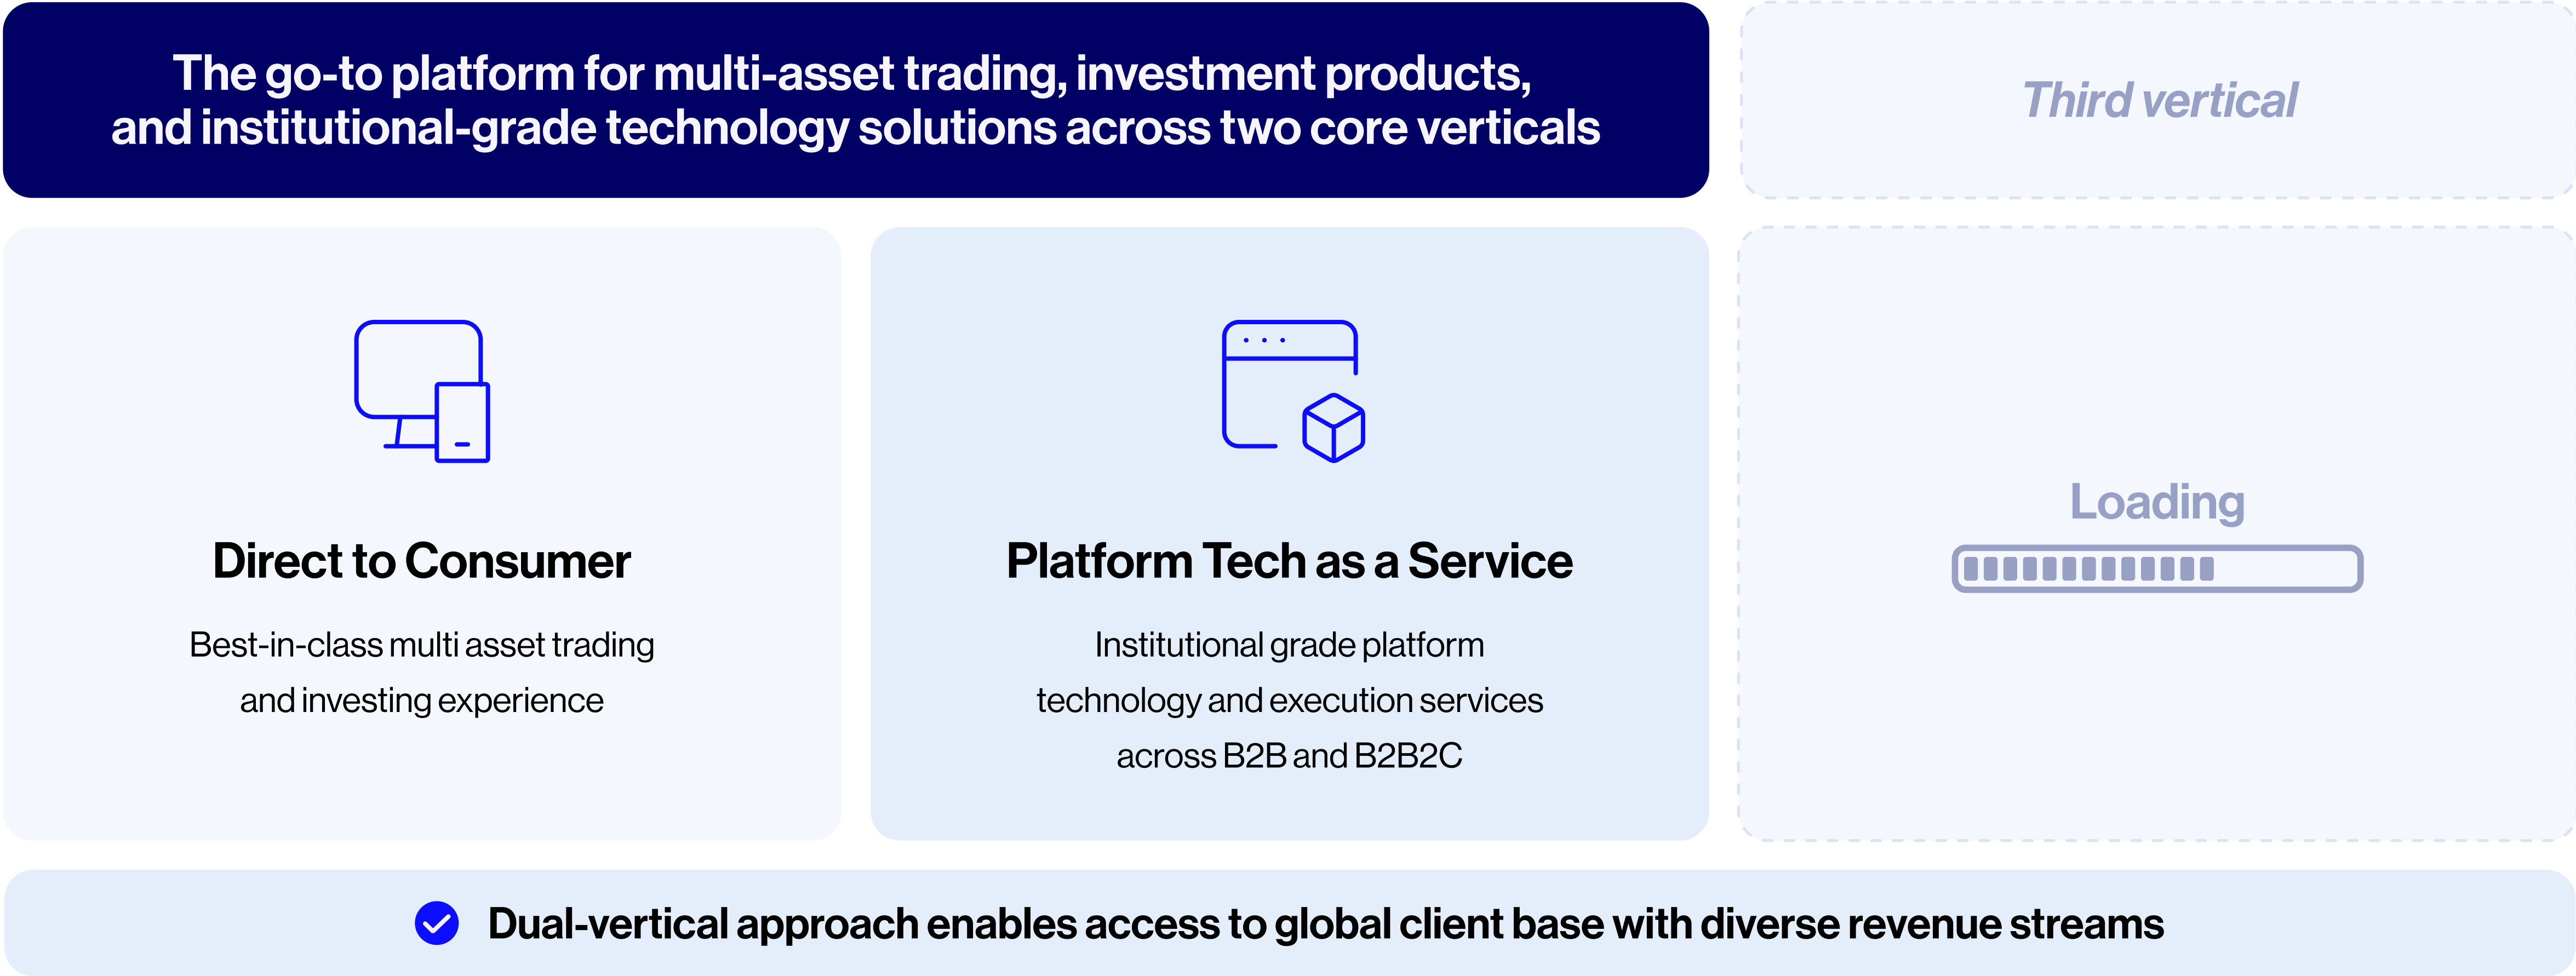 The go-to platform for multi-asset trading, investment products,
and institutional-grade technology solutions across two core verticals
Third vertical
Direct to Consumer
Best-in-class multi asset trading
and investing experience
Platform Tech as a Service
Institutional grade platform
technology and execution services
across B2B and B2B2C
Loading
Dual-vertical approach enables access to global client base with diverse revenue streams